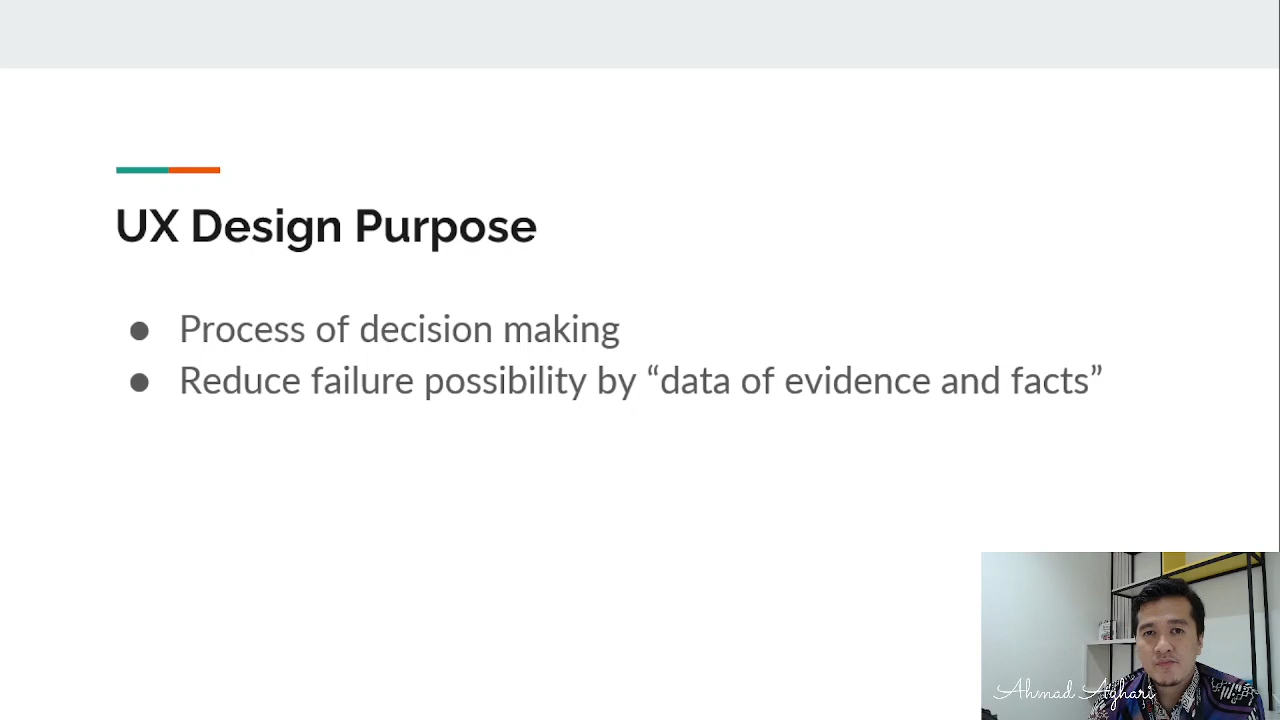 UX Design Purpose
● Process of decision making
● Reduce failure possibility by “data of evidence and facts”
Ahmad Azhari